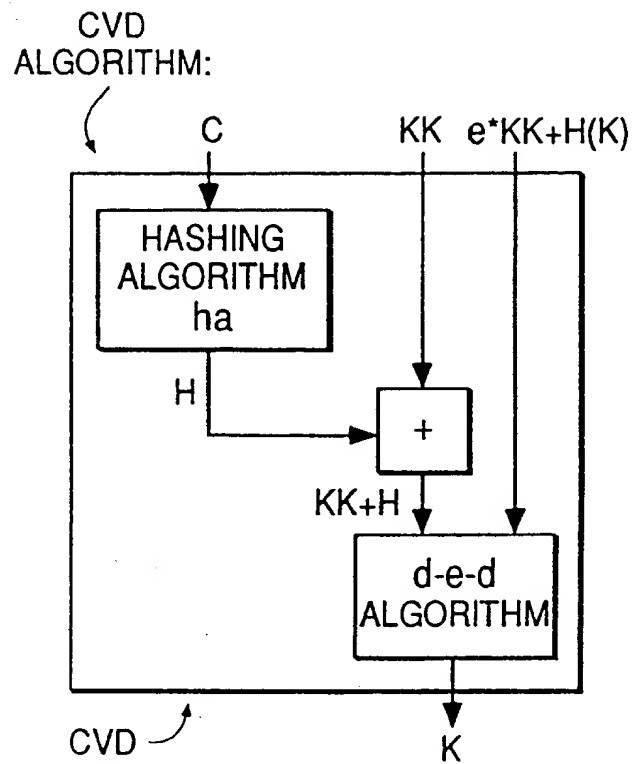 CVD
ALGORITHM:
C
KK
e*KK+H(K)
HASHING
ALGORITHM
ha
H
+
KK+H
d-e-d
ALGORITHM
CVD
K